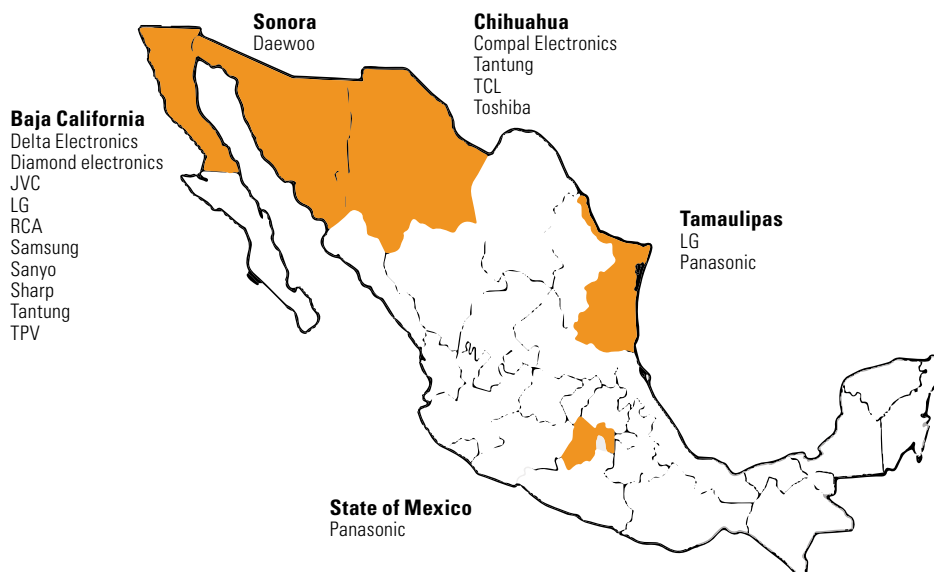 Sonora
Daewoo
Chihuahua
Compal Electronics
Tantung
TCL
Toshiba
Baja California
Delta Electronics
Diamond electronics
JVC
LG
RCA
Samsung
Sanyo
Sharp
Tantung
TPV
Tamaulipas
LG
Panasonic
State of Mexico
Panasonic